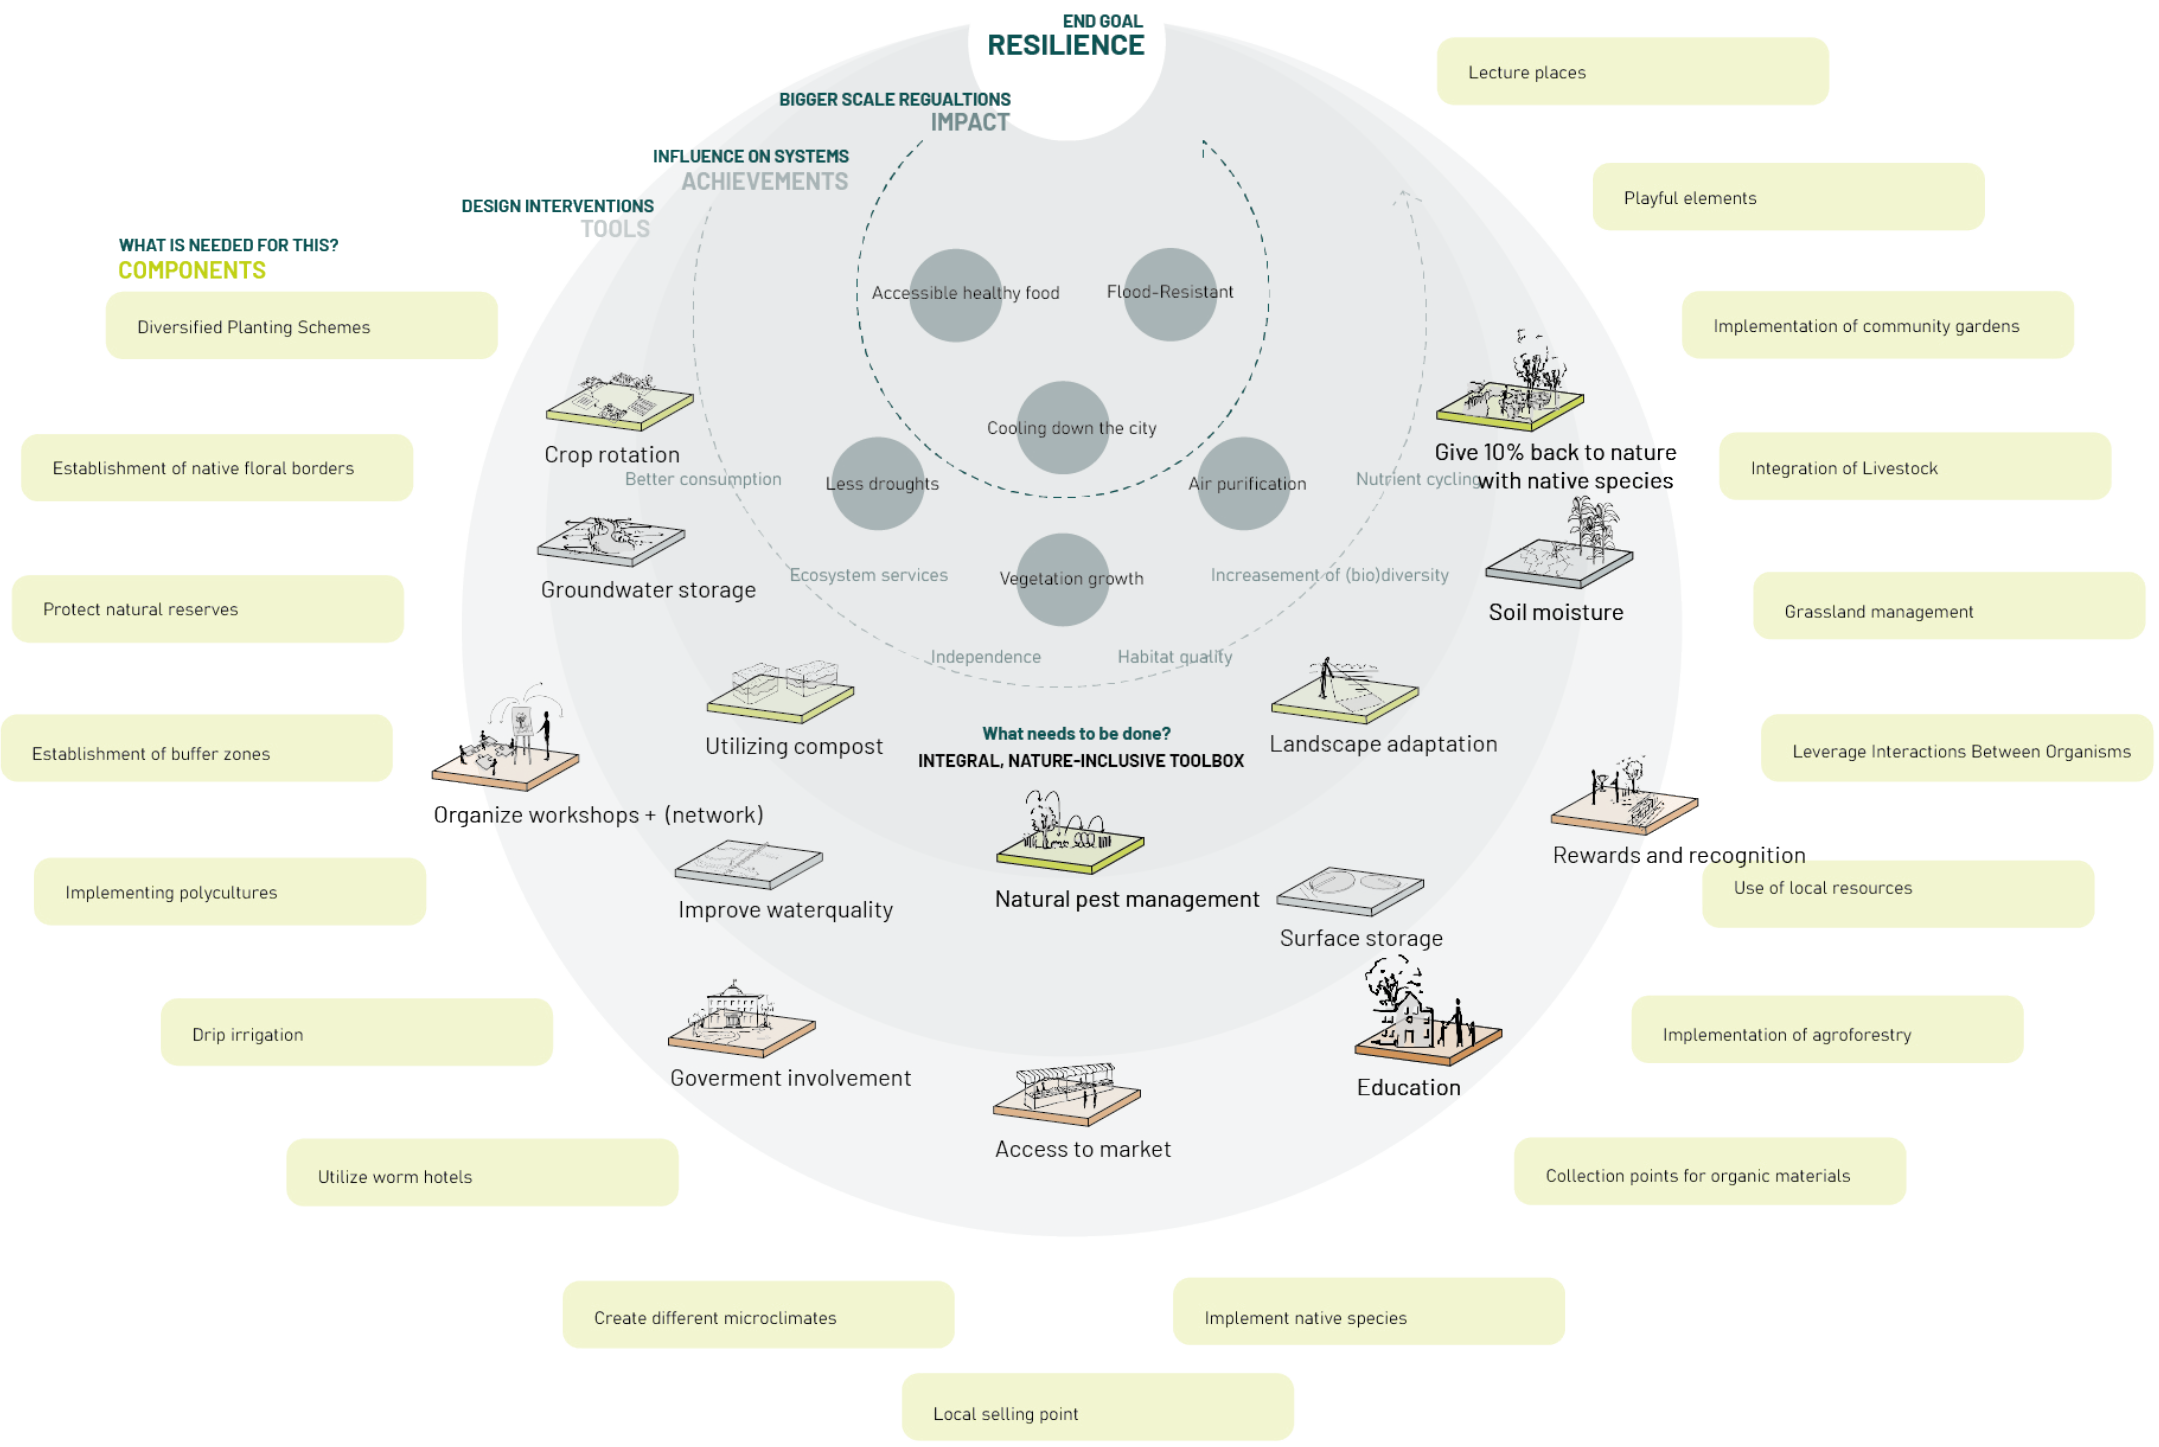 END GOAL
RESILIENCE
BIGGER SCALE REGUALTIONS
IMPACT
INFLUENCE ON SYSTEMS
ACHIEVEMENTS
DESIGN INTERVENTIONS
TOOLS
WHAT IS NEEDED FOR THIS?
COMPONENTS
Diversified Planting Schemes
Establishment of native floral borders
Protect natural reserves
Establishment of buffer zones
Implementing polycultures
Drip irrigation
Utilize worm hotels
Create different microclimates
Local selling point
Implement native species
Collection points for organic materials
Implementation of agroforestry
Use of local resources
Leverage Interactions Between Organisms
Grassland management
Integration of Livestock
Implementation of community gardens
Playful elements
Lecture places
Accessible healthy food
Flood-Resistant
Cooling down the city
Less droughts
Air purification
Vegetation growth
Better consumption
Nutrient cycling
Ecosystem services
Increasement of (bio)diversity
Independence
Habitat quality
What needs to be done?
INTEGRAL, NATURE-INCLUSIVE TOOLBOX
Crop rotation
Give 10% back to nature
with native species
Groundwater storage
Soil moisture
Utilizing compost
Landscape adaptation
Organize workshops + (network)
Rewards and recognition
Improve waterquality
Natural pest management
Surface storage
Goverment involvement
Education
Access to market